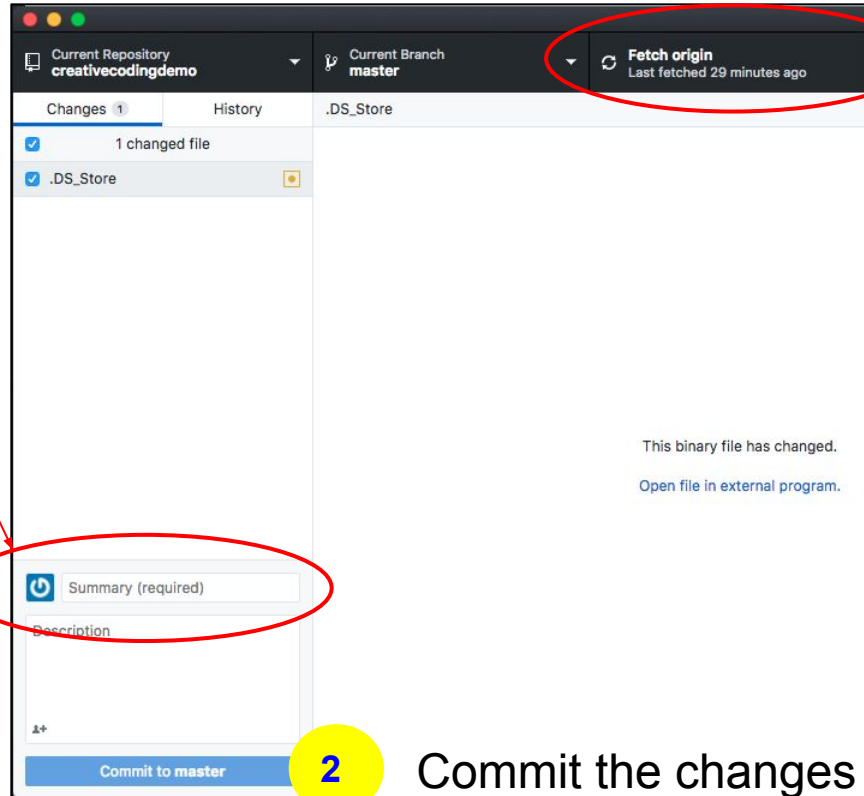 Current Repository
creativecodingdemo
Current Branch
master
Fetch origin
Last fetched 29 minutes ago
Changes 1
History
.DS_Store
1 changed file
.DS_Store
This binary file has changed.
Open file in external program.
Summary (required)
Description
Commit to master
2 Commit the changes